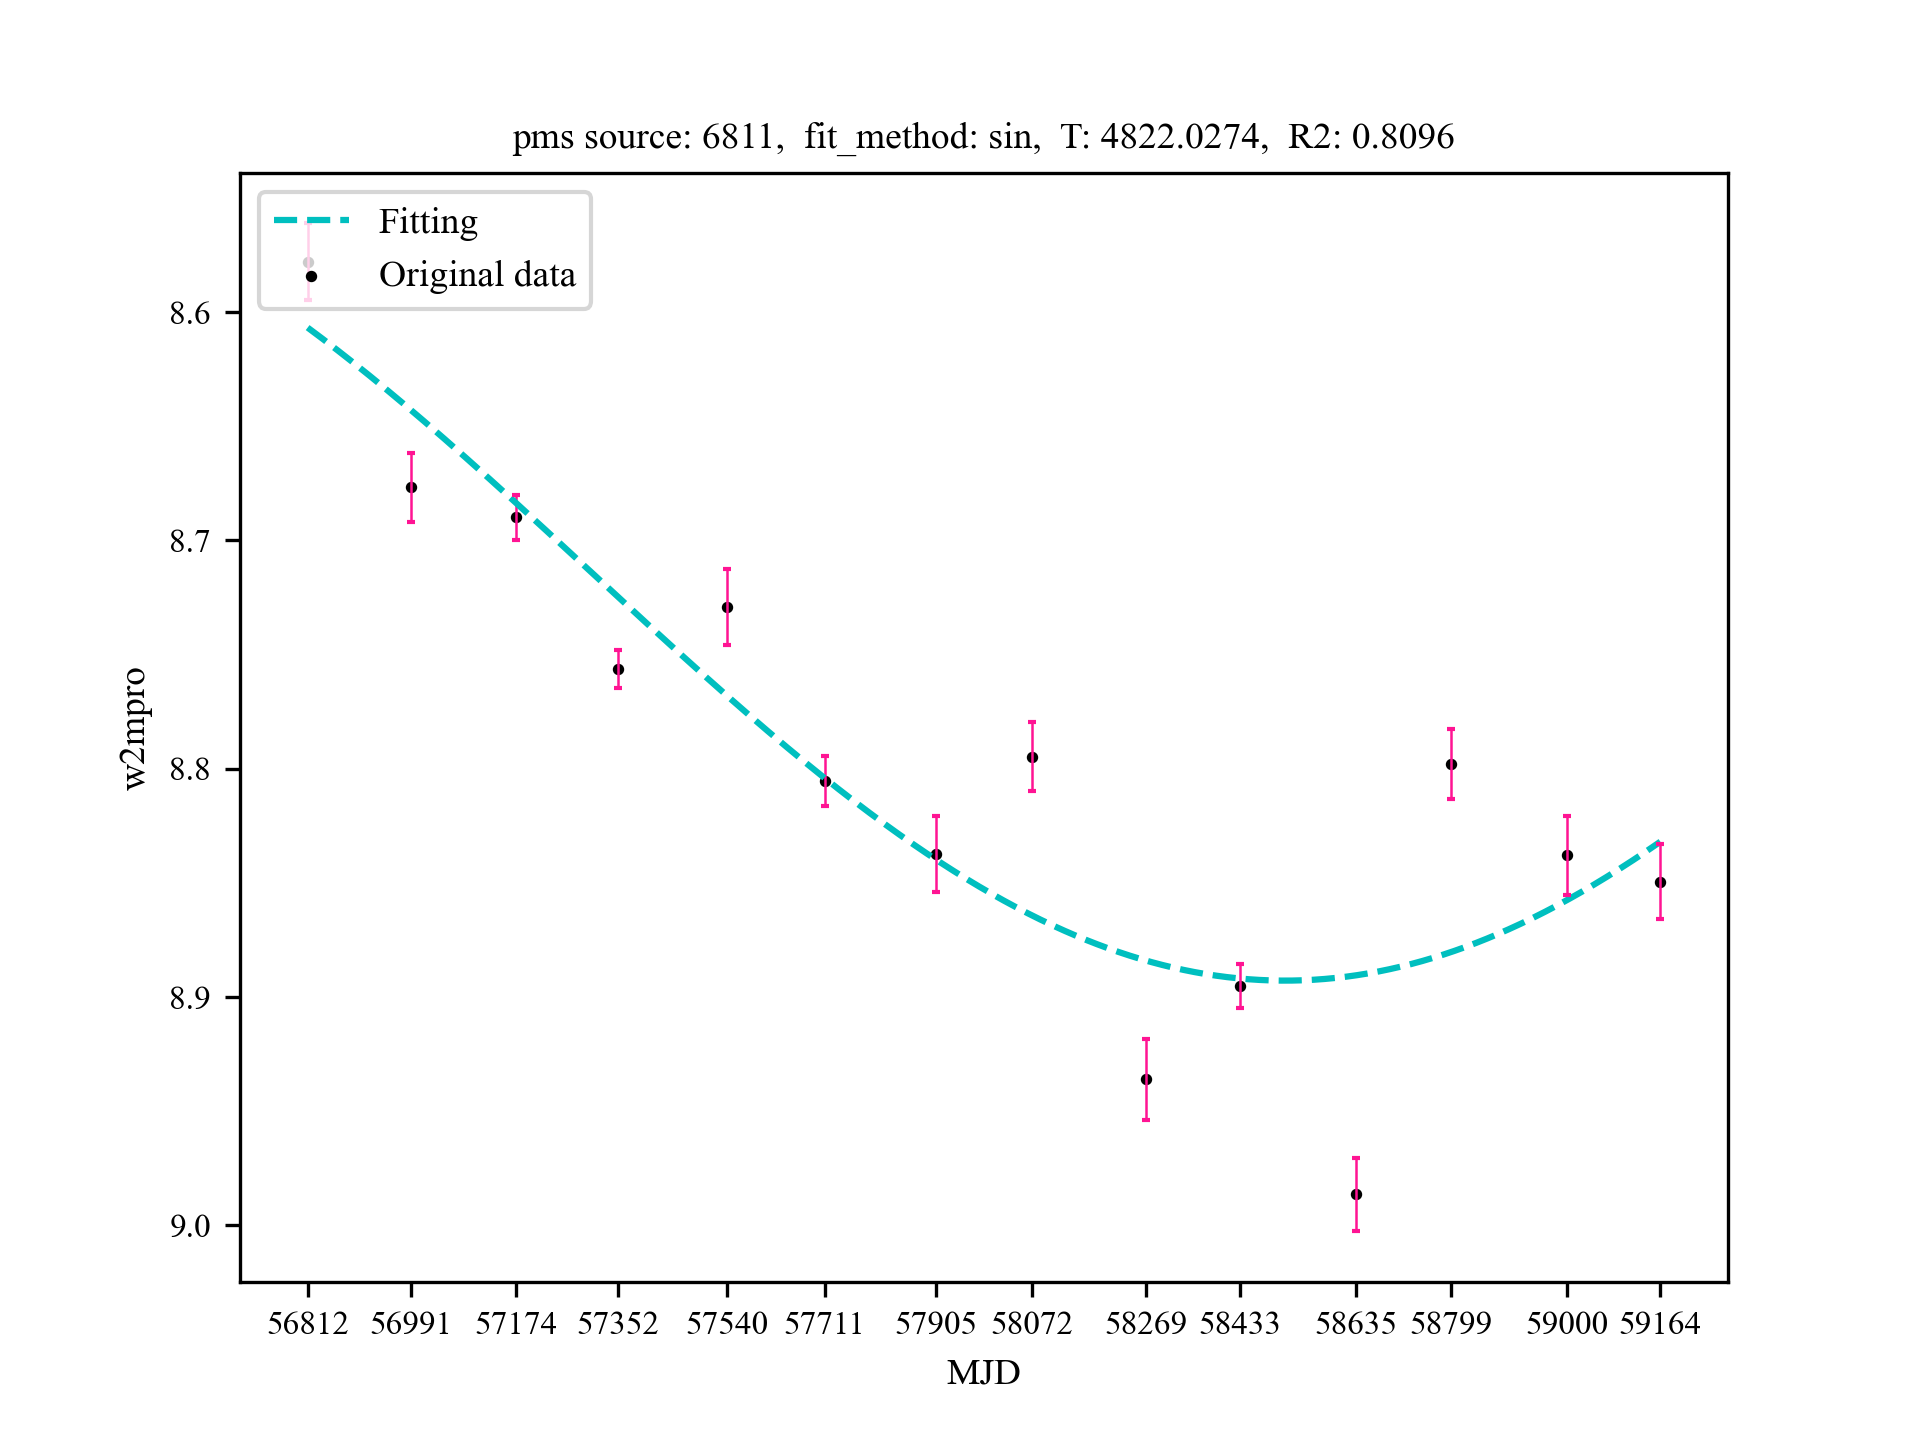 pms source: 6811,  fit_method: sin,  T: 4822.0274,  R2: 0.8096
Fitting
Original data
8.6
8.7
8.8
8.9
9.0
w2mpro
56812 56991 57174 57352 57540 57711 57905 58072 58269 58433 58635 58799 59000 59164
MJD